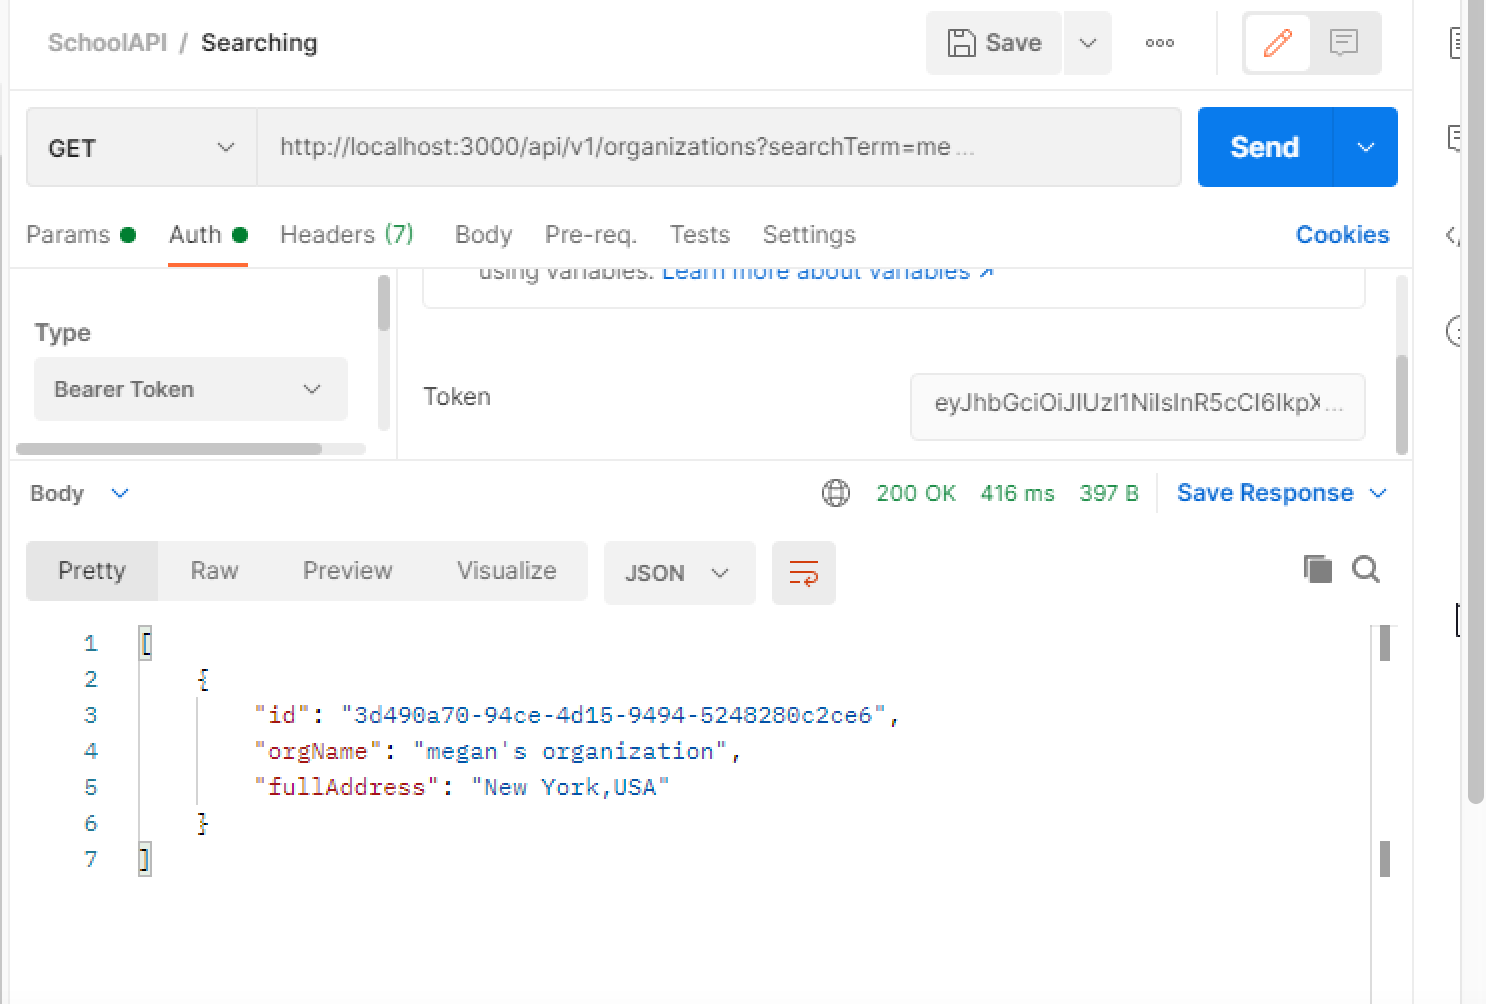 SchoolAPI / Searching
Save
GET
http://localhost:3000/api/v1/organizations?searchTerm=me...
Send
Params
Auth
Headers (7)
Body
Pre-req.
Tests
Settings
Cookies
using variables. Learn more about variables ↗
Type
Bearer Token
Token
eyJhbGciOiJIUzI1NiIsInR5cCI6IkpX...
Body
200 OK
416 ms
397 B
Save Response
Pretty
Raw
Preview
Visualize
JSON
1 [
2 {
3 "id": "3d490a70-94ce-4d15-9494-5248280c2ce6",
4 "orgName": "megan's organization",
5 "fullAddress": "New York,USA"
6 }
7 ]